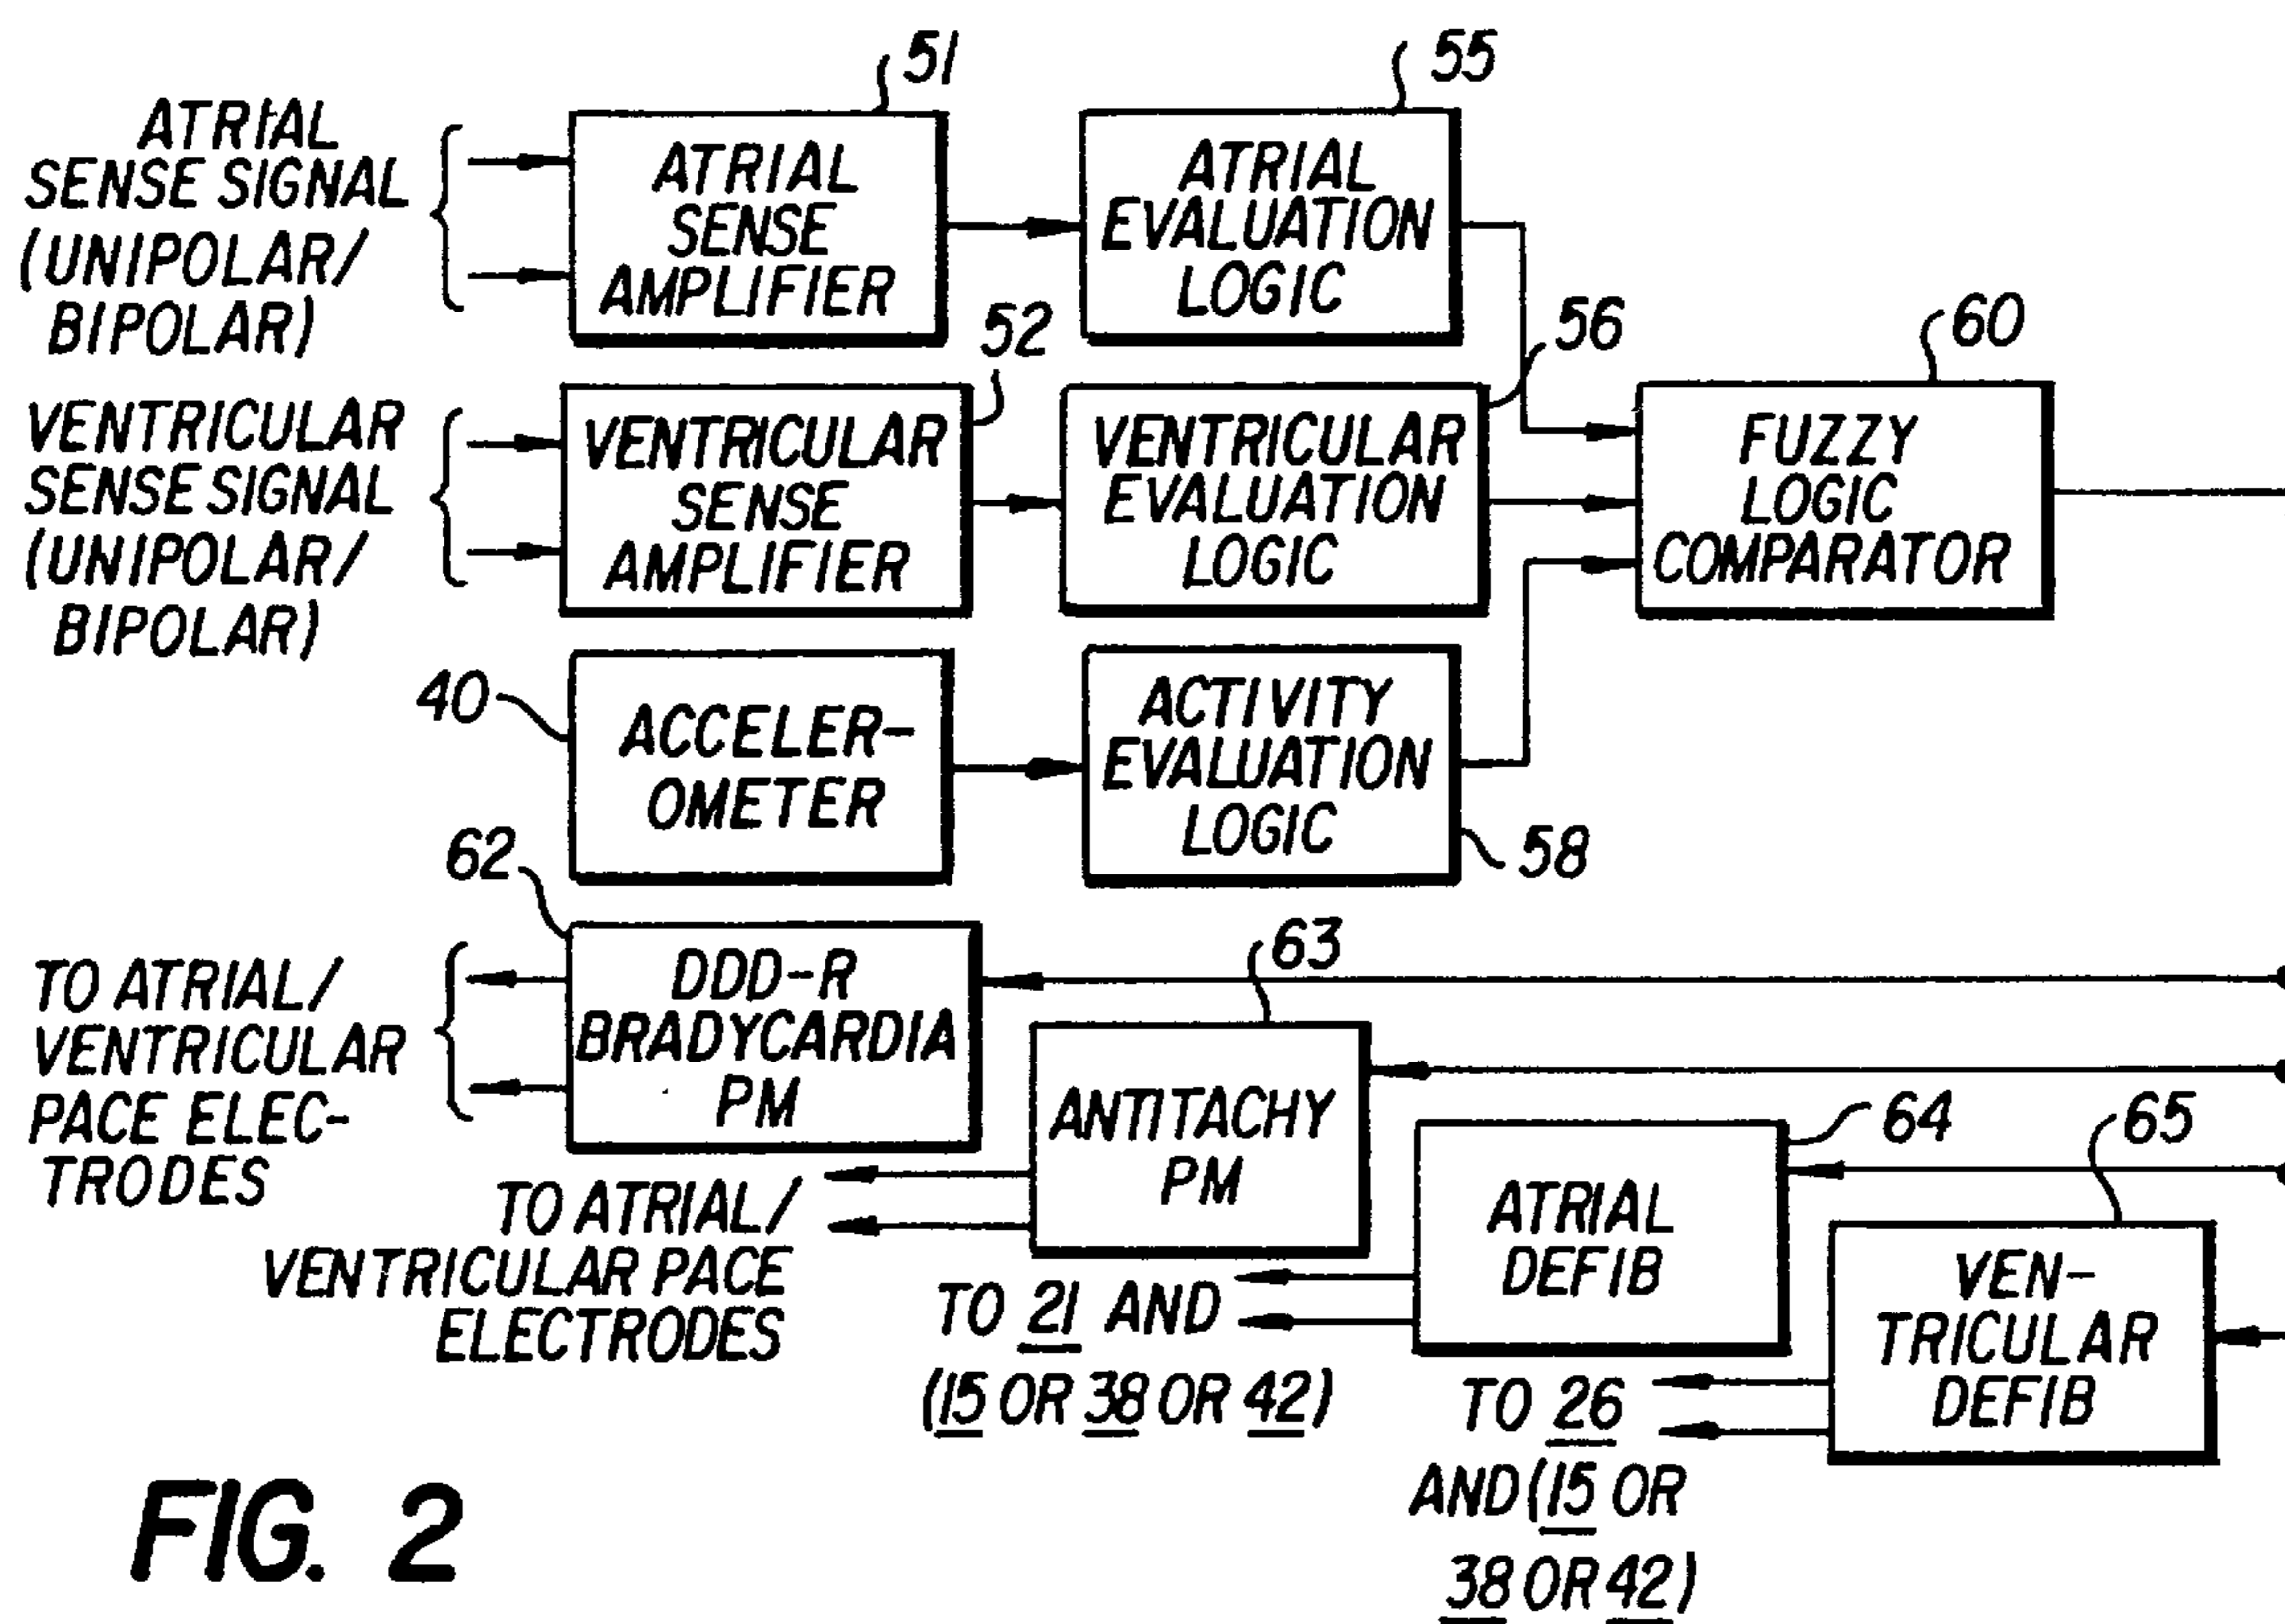 51
55
ATRIAL
SENSE SIGNAL
(UNIPOLAR/
BIPOLAR)
ATRIAL
SENSE
AMPLIFIER
ATRIAL
EVALUATION
LOGIC
52
56
60
VENTRICULAR
SENSE SIGNAL
(UNIPOLAR/
BIPOLAR)
VENTRICULAR
SENSE
AMPLIFIER
VENTRICULAR
EVALUATION
LOGIC
FUZZY
LOGIC
COMPARATOR
40
ACCELER-
OMETER
ACTIVITY
EVALUATION
LOGIC
58
62
TO ATRIAL/
VENTRICULAR
PACE ELEC-
TRODES
DDD-R
BRADYCARDIA
PM
63
ANTITACHY
PM
TO ATRIAL/
VENTRICULAR PACE
ELECTRODES
64
ATRIAL
DEFIB
TO 21 AND
(15 OR 38 OR 42)
65
VEN-
TRICULAR
DEFIB
TO 26
AND (15 OR
38 OR 42)
FIG. 2